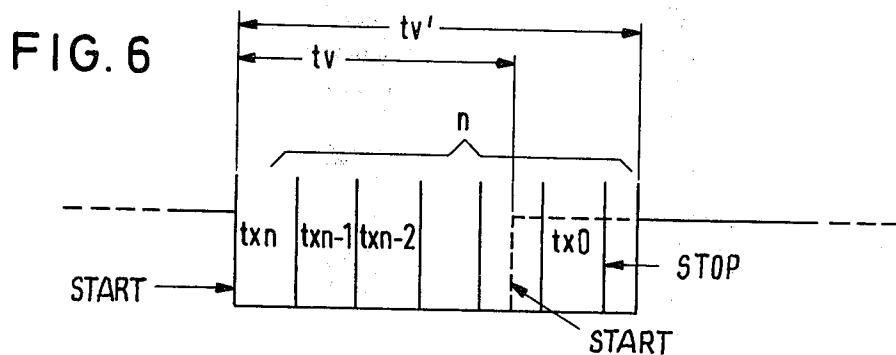 FIG. 6
tv'
tv
n
txn txn-1 txn-2 tx0
START STOP
START